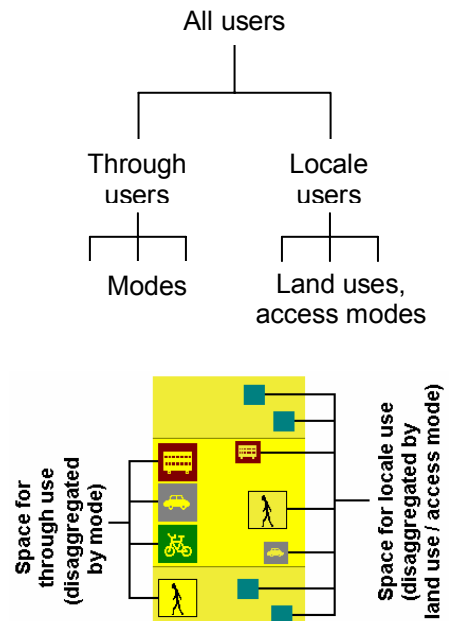 All users
Through
users
Locale
users
Modes
Land uses,
access modes
Space for
through use
(disaggregated
by mode)
Space for locale use
(disaggregated by
land use / access mode)